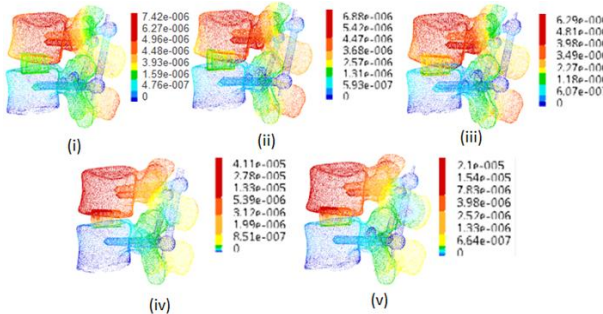 7.42e-006
6.27e-006
4.96e-006
4.48e-006
3.93e-006
1.59e-006
4.76e-007
0
(i)
6.88e-006
5.42e-006
4.47e-006
3.68e-006
2.57e-006
1.31e-006
5.93e-007
0
(ii)
6.29e-006
4.81e-006
3.98e-006
3.49e-006
2.27e-006
1.18e-006
6.07e-007
0
(iii)
4.11e-005
2.78e-005
1.33e-005
5.39e-006
3.12e-006
1.99e-006
8.51e-007
0
(iv)
2.1e-005
1.54e-005
7.83e-006
3.98e-006
2.52e-006
1.33e-006
6.64e-007
0
(v)